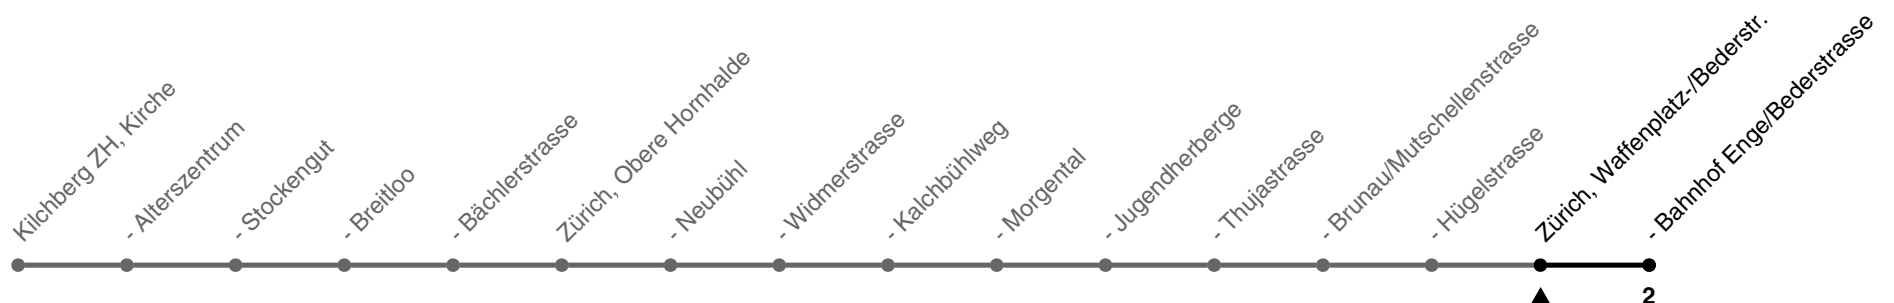 Kilchberg ZH, Kirche
- Alterszentrum
- Stockengut
- Breitloo
- Bächlerstrasse
Zürich, Obere Hornhalde
- Neubühl
- Widmerstrasse
- Kalchbühlweg
- Morgental
- Jugendherberge
- Thujastrasse
- Brunau/Mutschellenstrasse
- Hügelstrasse
Zürich, Waffenplatz-/Bederstr.
- Bahnhof Enge/Bederstrasse
2